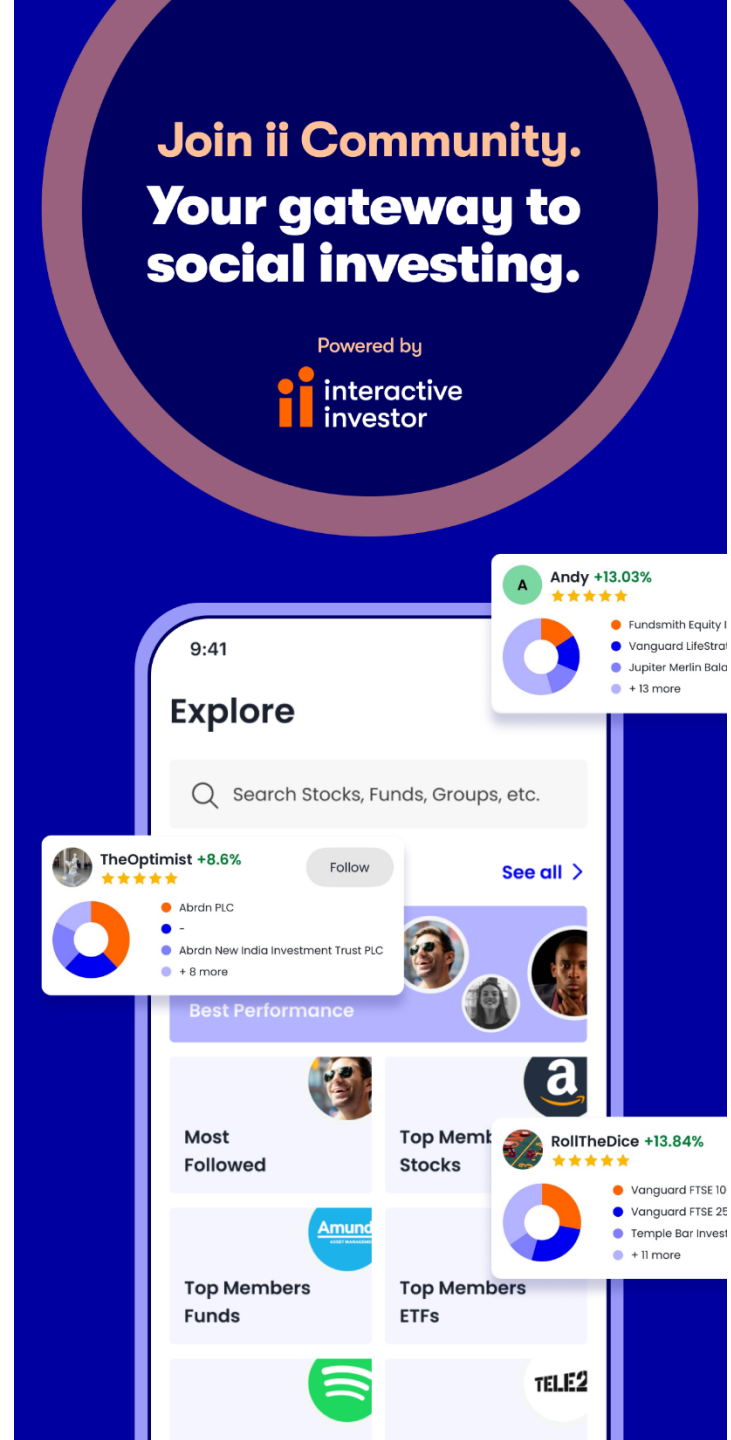 Join ii Community.
Your gateway to
social investing.
Powered by
ii interactive
investor
A
Andy +13.03%
Fundsmith Equity I
Vanguard LifeStrat
Jupiter Merlin Bala
+ 13 more
9:41
Explore
Search Stocks, Funds, Groups, etc.
TheOptimist +8.6%
Follow
Abrdn PLC
-
Abrdn New India Investment Trust PLC
+ 8 more
See all
Best Performance
Most
Followed
a
Top Memb
Stocks
RollTheDice +13.84%
Vanguard FTSE 10
Vanguard FTSE 25
Temple Bar Invest
+ 11 more
Amund
Top Members
Funds
Top Members
ETFs
TELE2